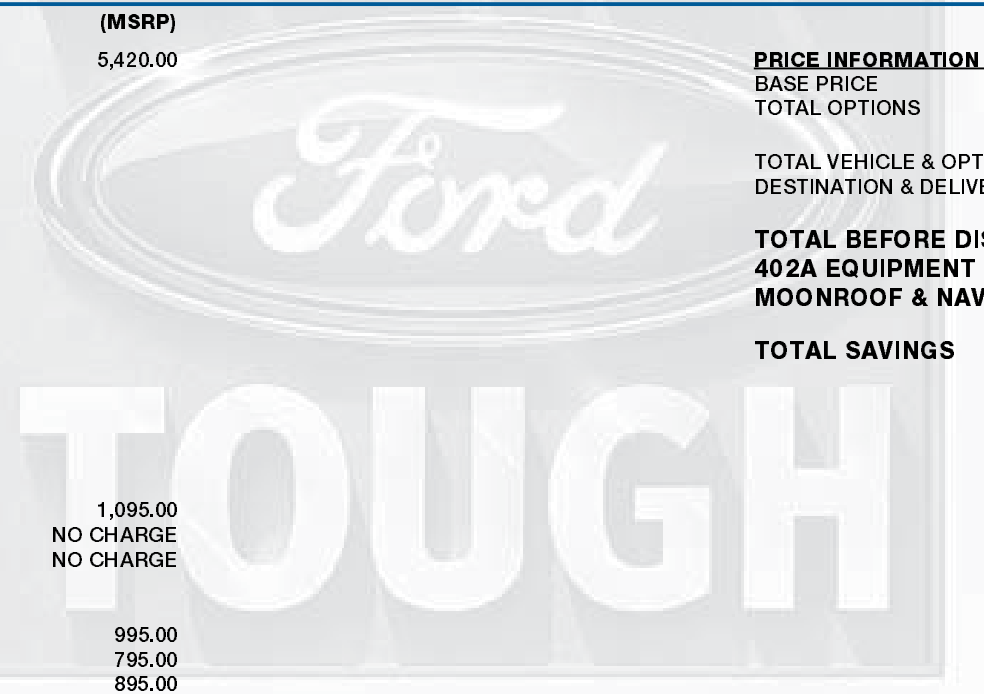 (MSRP)
5,420.00
1,095.00
NO CHARGE
NO CHARGE
995.00
795.00
895.00
Ford
TOUGH
PRICE INFORMATION
BASE PRICE
TOTAL OPTIONS
TOTAL VEHICLE & OPT
DESTINATION & DELIVE
TOTAL BEFORE DIS
402A EQUIPMENT
MOONROOF & NAV
TOTAL SAVINGS